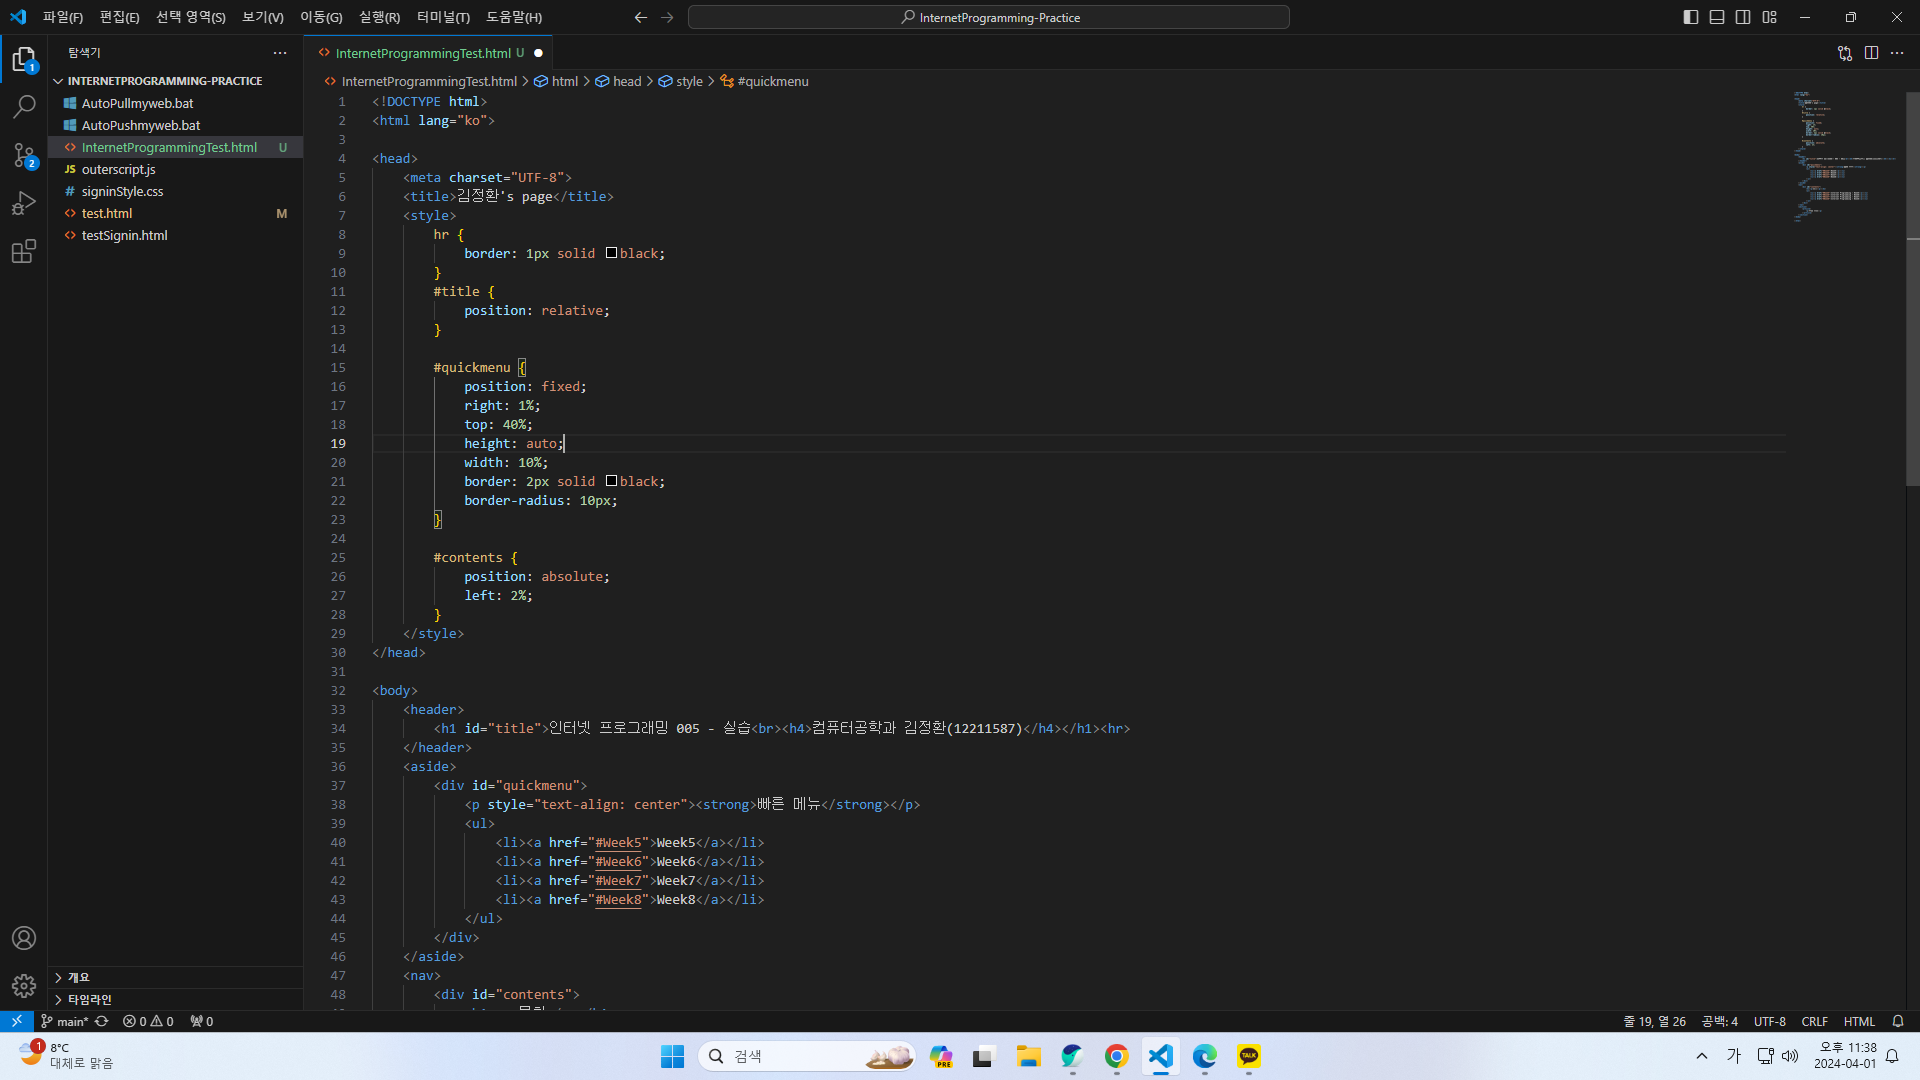 파일(F) 편집(E) 선택 영역(S) 보기(V) 이동(G) 실행(R) 터미널(T) 도움말(H)
InternetProgramming-Practice
탐색기
INTERNETPROGRAMMING-PRACTICE
AutoPullmyweb.bat
AutoPushmyweb.bat
InternetProgrammingTest.html U
outerscript.js
signinStyle.css
test.html M
testSignin.html
개요
타임라인
InternetProgrammingTest.html U
InternetProgrammingTest.html > html > head > style > #quickmenu
1 <!DOCTYPE html>
2 <html lang="ko">
3
4 <head>
5 <meta charset="UTF-8">
6 <title>김정환's page</title>
7 <style>
8 hr {
9 border: 1px solid black;
10 }
11 #title {
12 position: relative;
13 }
14
15 #quickmenu {
16 position: fixed;
17 right: 1%;
18 top: 40%;
19 height: auto;
20 width: 10%;
21 border: 2px solid black;
22 border-radius: 10px;
23 }
24
25 #contents {
26 position: absolute;
27 left: 2%;
28 }
29 </style>
30 </head>
31
32 <body>
33 <header>
34 <h1 id="title">인터넷 프로그래밍 005 - 실습<br><h4>컴퓨터공학과 김정환(12211587)</h4></h1><hr>
35 </header>
36 <aside>
37 <div id="quickmenu">
38 <p style="text-align: center"><strong>빠른 메뉴</strong></p>
39 <ul>
40 <li><a href="#Week5">Week5</a></li>
41 <li><a href="#Week6">Week6</a></li>
42 <li><a href="#Week7">Week7</a></li>
43 <li><a href="#Week8">Week8</a></li>
44 </ul>
45 </div>
46 </aside>
47 <nav>
48 <div id="contents">
main* 0 0 0
줄 19, 열 26 공백: 4 UTF-8 CRLF HTML
8°C
대체로 맑음
검색
PRE
TALK
가
오후 11:38
2024-04-01